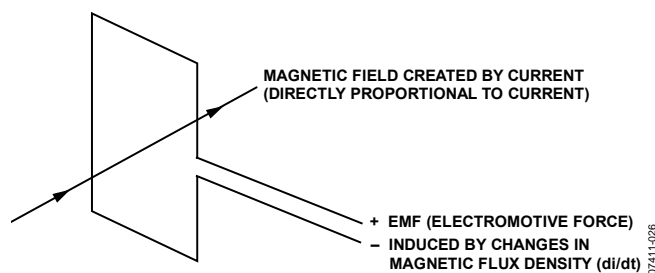 MAGNETIC FIELD CREATED BY CURRENT
(DIRECTLY PROPORTIONAL TO CURRENT)
+ EMF (ELECTROMOTIVE FORCE)
– INDUCED BY CHANGES IN
MAGNETIC FLUX DENSITY (di/dt)
07411-026